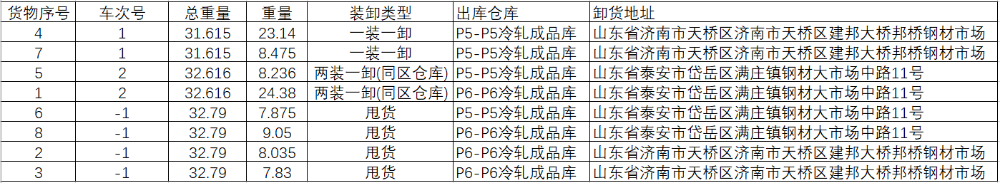 货物序号 车次号 总重量 重量 装卸类型 出库仓库 卸货地址
4 1 31.615 23.14 一装一卸 P5-P5冷轧成品库 山东省济南市天桥区济南市天桥区建邦大桥邦桥钢材市场
7 1 31.615 8.475 一装一卸 P5-P5冷轧成品库 山东省济南市天桥区济南市天桥区建邦大桥邦桥钢材市场
5 2 32.616 8.236 两装一卸(同区仓库) P5-P5冷轧成品库 山东省泰安市岱岳区满庄镇钢材大市场中路11号
1 2 32.616 24.38 两装一卸(同区仓库) P6-P6冷轧成品库 山东省泰安市岱岳区满庄镇钢材大市场中路11号
6 -1 32.79 7.875 甩货 P5-P5冷轧成品库 山东省泰安市岱岳区满庄镇钢材大市场中路11号
8 -1 32.79 9.05 甩货 P6-P6冷轧成品库 山东省泰安市岱岳区满庄镇钢材大市场中路11号
2 -1 32.79 8.035 甩货 P6-P6冷轧成品库 山东省济南市天桥区济南市天桥区建邦大桥邦桥钢材市场
3 -1 32.79 7.83 甩货 P6-P6冷轧成品库 山东省济南市天桥区济南市天桥区建邦大桥邦桥钢材市场